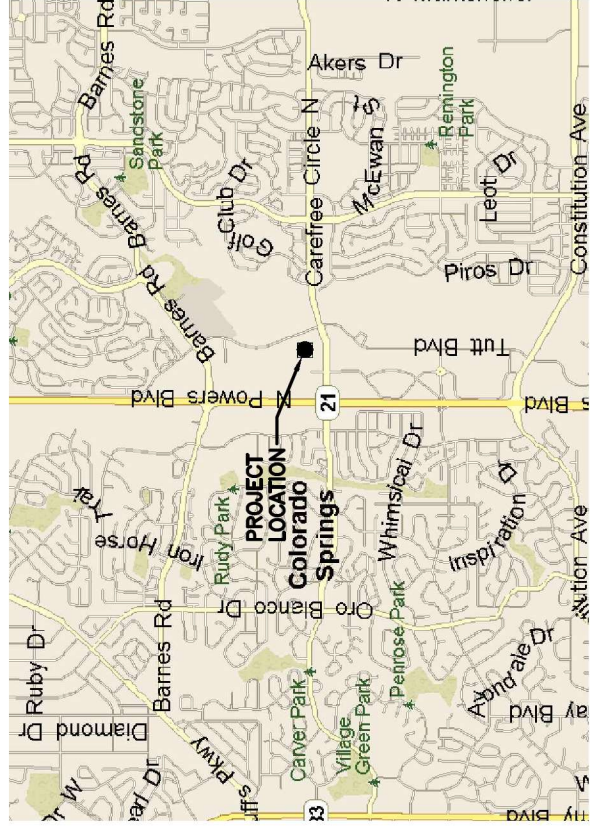 Barnes Rd
Akers Dr
Sandstone
Park
Remington
Park
Carefree Circle N
McEwan St
Barnes Rd
Golf Club Dr
Leot Dr
Constitution Ave
Piros Dr
Barnes Rd
Tutt Blvd
N Powers Blvd
21
PROJECT
LOCATION
Colorado
Springs
Rudy Park
Iron Horse Trail
Whimsical Dr
Inspiration Dr
Oro Blanco Dr
Barnes Rd
Penrose Park
Carver Park
Village
Green Park
Ruby Dr
Diamond Dr
Blvd